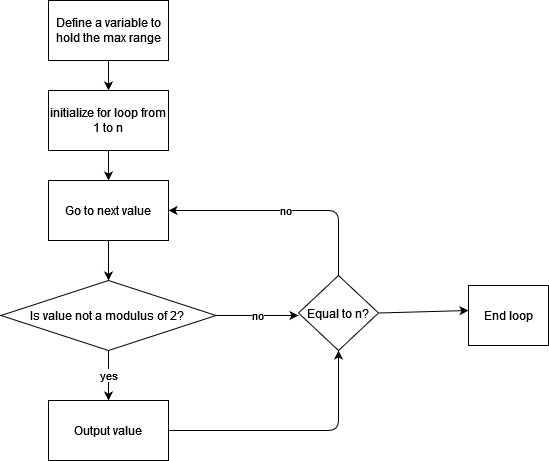 Define a variable to
hold the max range
initialize for loop from
1 to n
Go to next value
no
Is value not a modulus of 2?
no
Equal to n?
End loop
yes
Output value